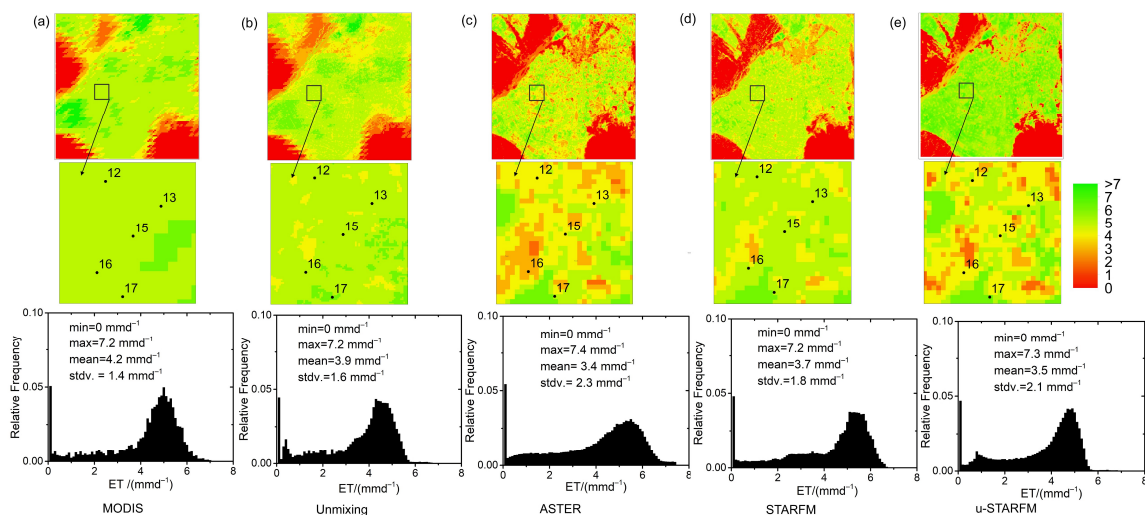 (a)
(b)
(c)
(d)
(e)
12
13
15
16
17
12
13
15
16
17
12
13
15
16
17
12
13
15
16
17
12
13
15
16
17
>7
7
6
5
4
3
2
1
0
Relative Frequency
0.10
0.05
0.00
min=0 mmd⁻¹
max=7.2 mmd⁻¹
mean=4.2 mmd⁻¹
stdv. = 1.4 mmd⁻¹
0 2 4 6 8
ET /(mmd⁻¹)
MODIS
Relative Frequency
0.10
0.05
0.00
min=0 mmd⁻¹
max=7.2 mmd⁻¹
mean=3.9 mmd⁻¹
stdv.=1.6 mmd⁻¹
0 2 4 6 8
ET/(mmd⁻¹)
Unmixing
Relative Frequency
0.10
0.05
0.00
min=0 mmd⁻¹
max=7.4 mmd⁻¹
mean= 3.4 mmd⁻¹
stdv.= 2.3 mmd⁻¹
0 2 4 6 8
ET/(mmd⁻¹)
ASTER
Relative Frequency
0.10
0.05
0.00
min=0 mmd⁻¹
max=7.2 mmd⁻¹
mean=3.7 mmd⁻¹
stdv.=1.8 mmd⁻¹
0 2 4 6 8
ET/(mmd⁻¹)
STARFM
Relative Frequency
0.10
0.05
0.00
min=0 mmd⁻¹
max=7.3 mmd⁻¹
mean=3.5 mmd⁻¹
stdv.=2.1 mmd⁻¹
0 2 4 6 8
ET/(mmd⁻¹)
u-STARFM